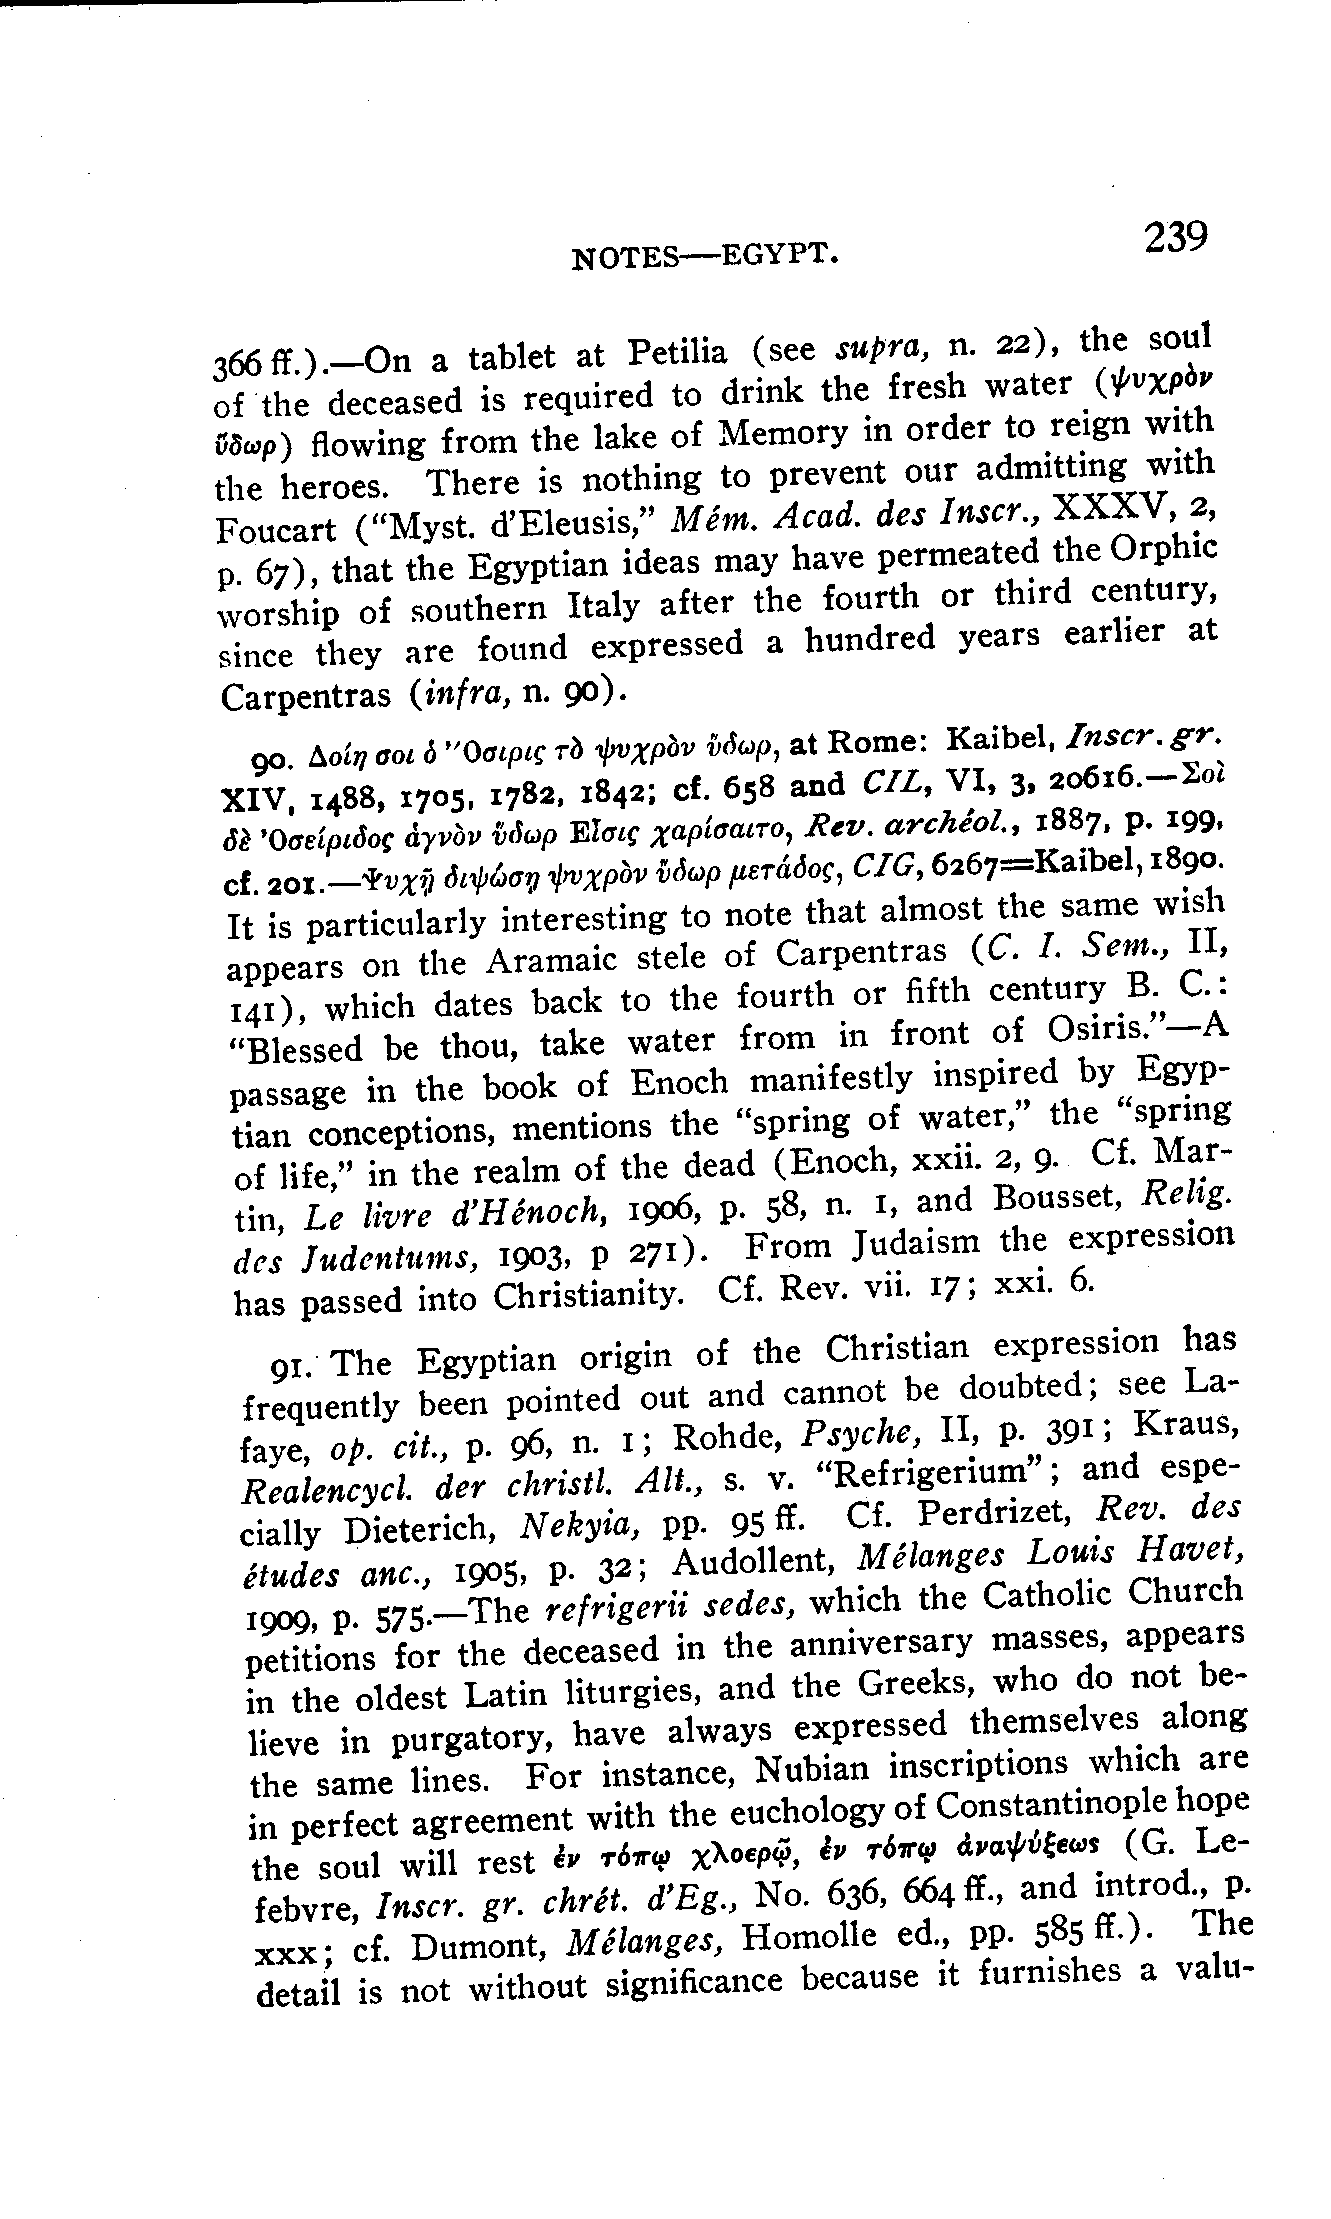 NOTES—EGYPT. 239
366 ff.).—On a tablet at Petilia (see supra, n. 22), the soul
of the deceased is required to drink the fresh water (ψυχρὸν
ὕδωρ) flowing from the lake of Memory in order to reign with
the heroes. There is nothing to prevent our admitting with
Foucart ("Myst. d'Eleusis," Mém. Acad. des Inscr., XXXV, 2,
p. 67), that the Egyptian ideas may have permeated the Orphic
worship of southern Italy after the fourth or third century,
since they are found expressed a hundred years earlier at
Carpentras (infra, n. 90).
90. Δοίη σοι ὁ Ὄσιρις τὸ ψυχρὸν ὕδωρ, at Rome: Kaibel, Inscr. gr.
XIV, 1488, 1705, 1782, 1842; cf. 658 and CIL, VI, 3, 20616.—Σοὶ
δὲ Ὀσείριδος ἁγνὸν ὕδωρ Εἶσις χαρίσαιτο, Rev. archéol., 1887, p. 199,
cf. 201.—Ψυχῇ διψώσῃ ψυχρὸν ὕδωρ μετάδος, CIG, 6267=Kaibel, 1890.
It is particularly interesting to note that almost the same wish
appears on the Aramaic stele of Carpentras (C. I. Sem., II,
141), which dates back to the fourth or fifth century B. C.:
"Blessed be thou, take water from in front of Osiris."—A
passage in the book of Enoch manifestly inspired by Egyp-
tian conceptions, mentions the "spring of water," the "spring
of life," in the realm of the dead (Enoch, xxii. 2, 9. Cf. Mar-
tin, Le livre d'Hénoch, 1906, p. 58, n. 1, and Bousset, Relig.
des Judentums, 1903, p 271). From Judaism the expression
has passed into Christianity. Cf. Rev. vii. 17; xxi. 6.
91. The Egyptian origin of the Christian expression has
frequently been pointed out and cannot be doubted; see La-
faye, op. cit., p. 96, n. 1; Rohde, Psyche, II, p. 391; Kraus,
Realencycl. der christl. Alt., s. v. "Refrigerium"; and espe-
cially Dieterich, Nekyia, pp. 95 ff. Cf. Perdrizet, Rev. des
études anc., 1905, p. 32; Audollent, Mélanges Louis Havet,
1909, p. 575.—The refrigerii sedes, which the Catholic Church
petitions for the deceased in the anniversary masses, appears
in the oldest Latin liturgies, and the Greeks, who do not be-
lieve in purgatory, have always expressed themselves along
the same lines. For instance, Nubian inscriptions which are
in perfect agreement with the euchology of Constantinople hope
the soul will rest ἐν τόπῳ χλοερῷ, ἐν τόπῳ ἀναψύξεως (G. Le-
febvre, Inscr. gr. chrét. d'Eg., No. 636, 664 ff., and introd., p.
xxx; cf. Dumont, Mélanges, Homolle ed., pp. 585 ff.). The
detail is not without significance because it furnishes a valu-